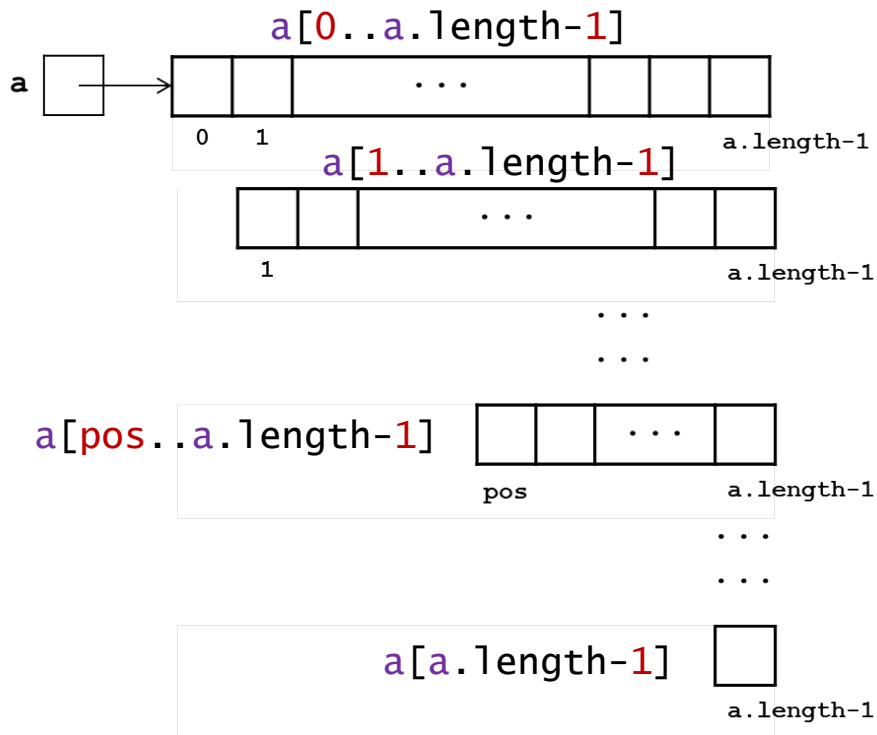 a[0..a.length-1]
a ...
0 1 a.length-1
a[1..a.length-1]
...
1 a.length-1
...
...
a[pos..a.length-1] ...
pos a.length-1
...
...
a[a.length-1]
a.length-1